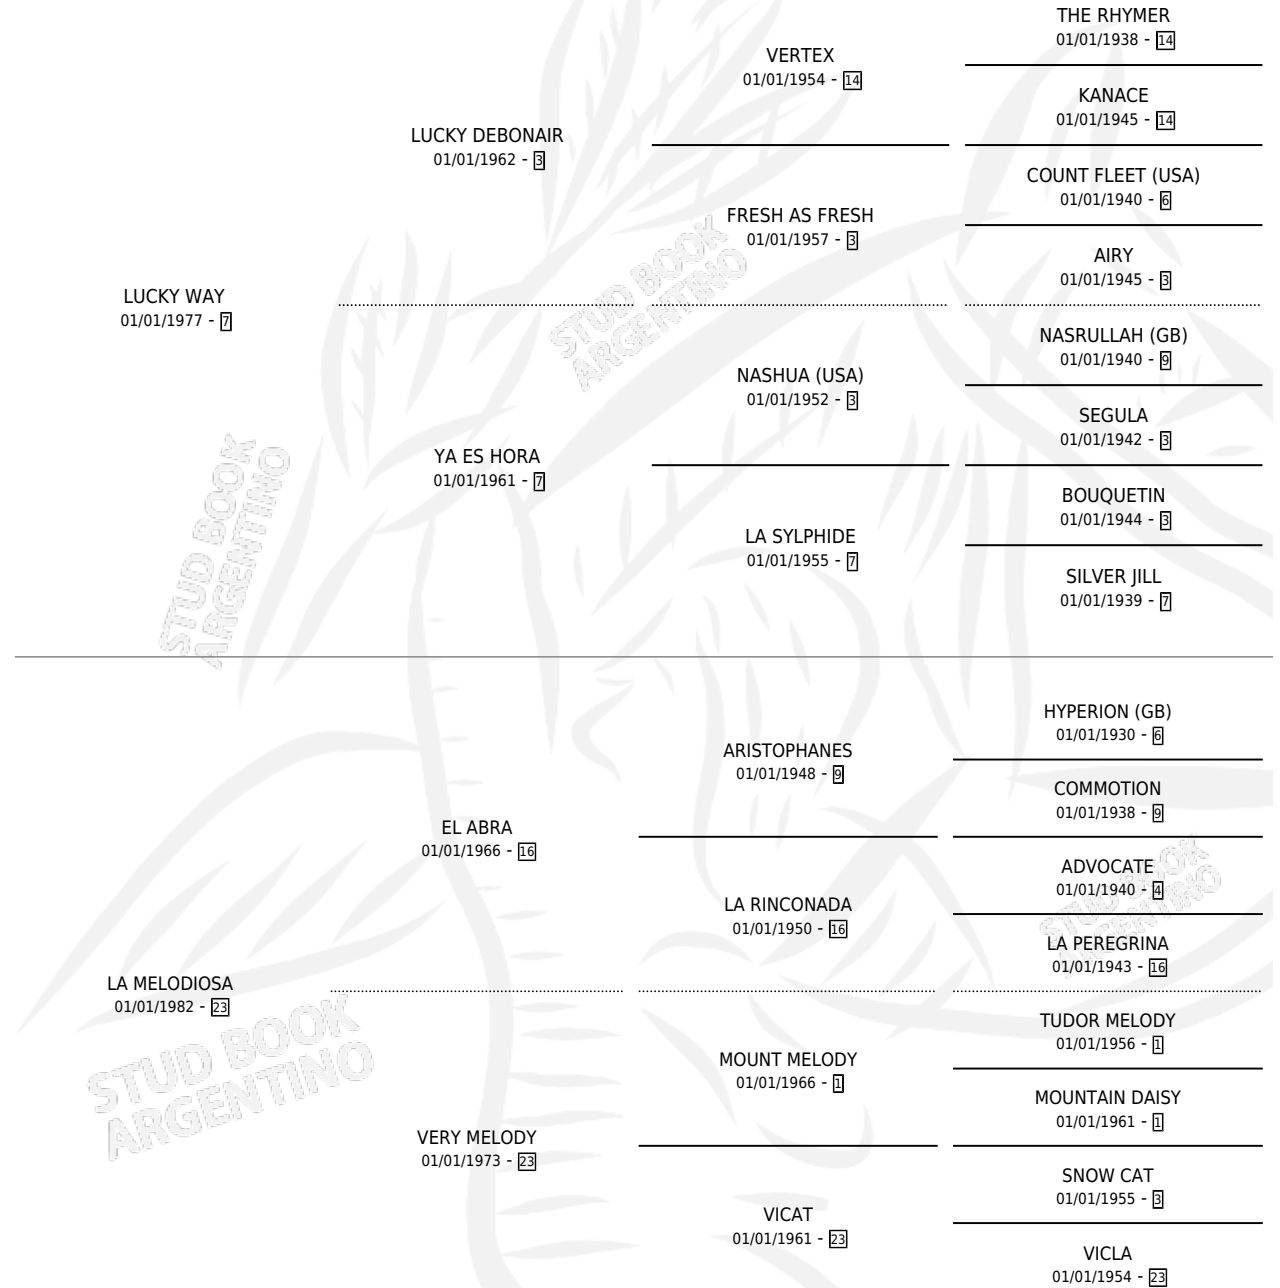 THE RHYMER
01/01/1938 - 14
VERTEX
01/01/1954 - 14
KANACE
01/01/1945 - 14
LUCKY DEBONAIR
01/01/1962 - 3
COUNT FLEET (USA)
01/01/1940 - 6
FRESH AS FRESH
01/01/1957 - 3
AIRY
01/01/1945 - 3
LUCKY WAY
01/01/1977 - 7
NASRULLAH (GB)
01/01/1940 - 9
NASHUA (USA)
01/01/1952 - 3
SEGULA
01/01/1942 - 3
YA ES HORA
01/01/1961 - 7
BOUQUETIN
01/01/1944 - 3
LA SYLPHIDE
01/01/1955 - 7
SILVER JILL
01/01/1939 - 7
STUD BOOK
ARGENTINO
STUD BOOK
ARGENTINO
HYPERION (GB)
01/01/1930 - 6
ARISTOPHANES
01/01/1948 - 9
COMMOTION
01/01/1938 - 9
EL ABRA
01/01/1966 - 16
ADVOCATE
01/01/1940 - 4
LA RINCONADA
01/01/1950 - 16
LA PEREGRINA
01/01/1943 - 16
LA MELODIOSA
01/01/1982 - 23
TUDOR MELODY
01/01/1956 - 1
MOUNT MELODY
01/01/1966 - 1
MOUNTAIN DAISY
01/01/1961 - 1
VERY MELODY
01/01/1973 - 23
SNOW CAT
01/01/1955 - 3
VICAT
01/01/1961 - 23
VICLA
01/01/1954 - 23
STUD BOOK
ARGENTINO
STUD BOOK
ARGENTINO